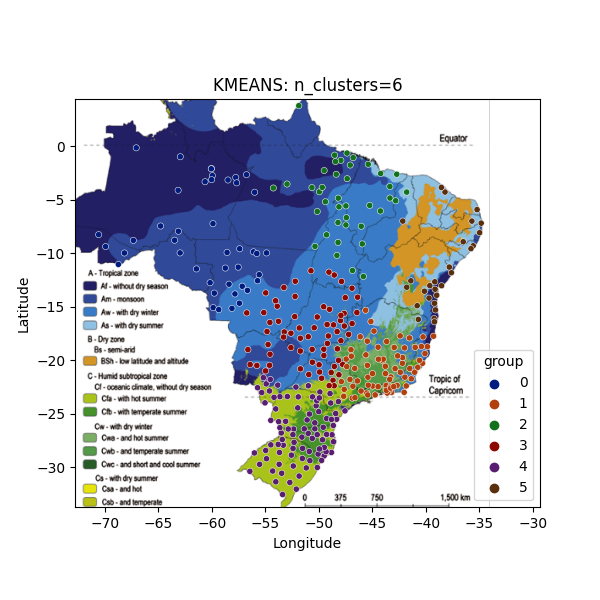 KMEANS: n_clusters=6
Equator
A - Tropical zone
Af - without dry season
Am - monsoon
Aw - with dry winter
As - with dry summer
B - Dry zone
Bs - semi-arid
BSh - low latitude and altitude
C - Humid subtropical zone
Cf - oceanic climate, without dry season
Cfa - with hot summer
Cfb - with temperate summer
Cw - with dry winter
Cwa - and hot summer
Cwb - and temperate summer
Cwc - and short and cool summer
Cs - with dry summer
Csa - and hot
Csb - and temperate
Tropic of
Capricorn
0 375 750 1,500 km
group
0
1
2
3
4
5
0
−5
−10
−15
−20
−25
−30
Latitude
−70 −65 −60 −55 −50 −45 −40 −35 −30
Longitude